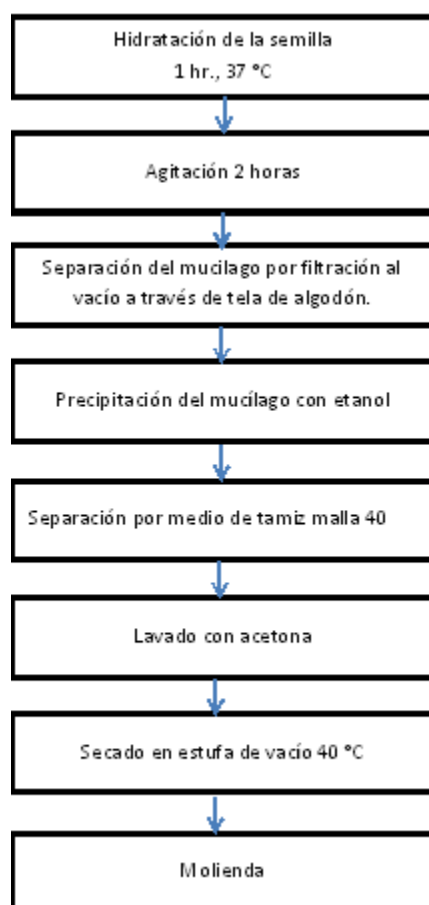 Hidratación de la semilla
1 hr., 37 °C
Agitación 2 horas
Separación del mucilago por filtración al
vacío a través de tela de algodón.
Precipitación del mucílago con etanol
Separación por medio de tamiz malla 40
Lavado con acetona
Secado en estufa de vacío 40 °C
Molienda